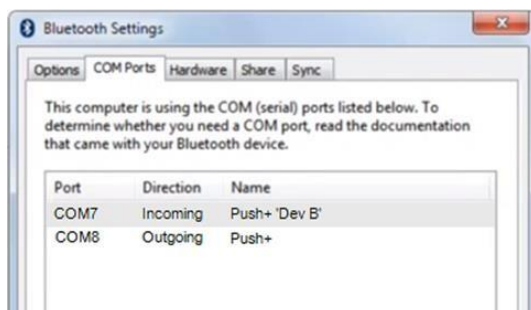 Bluetooth Settings
Options COM Ports Hardware Share Sync
This computer is using the COM (serial) ports listed below. To
determine whether you need a COM port, read the documentation
that came with your Bluetooth device.
Port Direction Name
COM7 Incoming Push+ 'Dev B'
COM8 Outgoing Push+